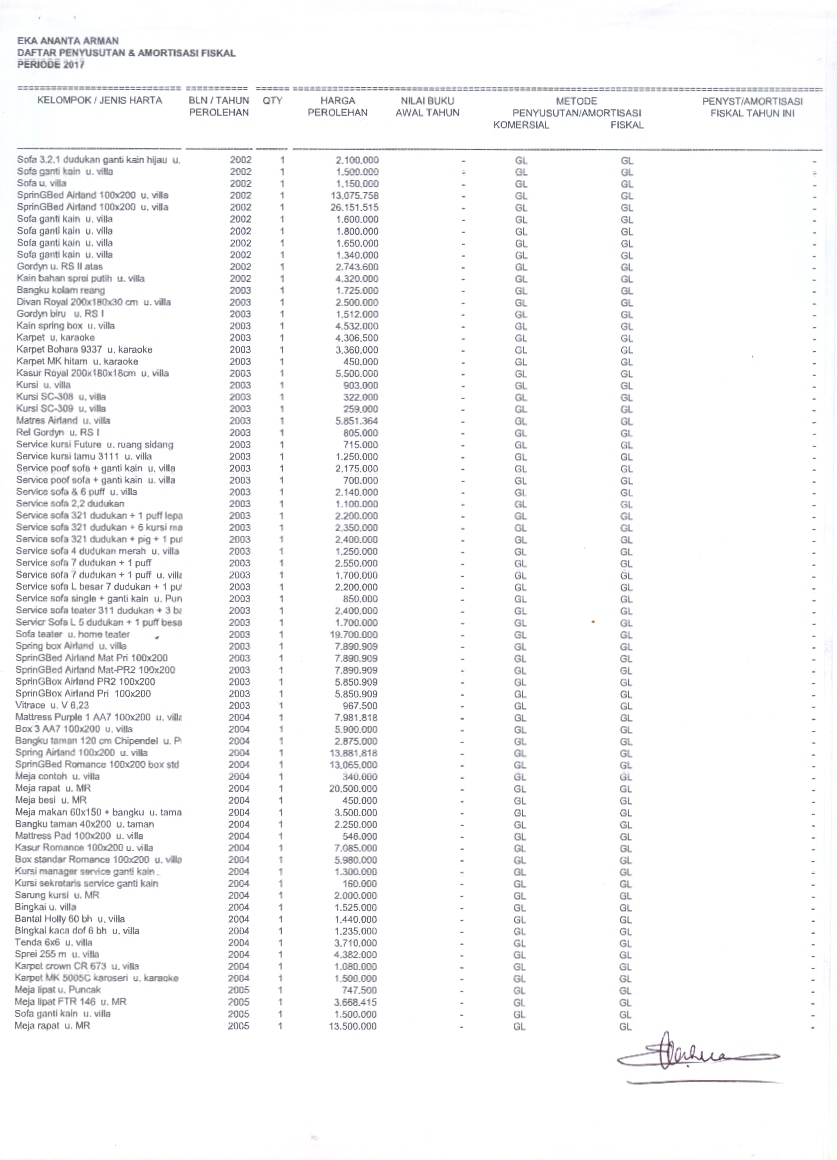 EKA ANANTA ARMAN
DAFTAR PENYUSUTAN & AMORTISASI FISKAL
PERIODE 2017
KELOMPOK / JENIS HARTA BLN / TAHUN QTY HARGA NILAI BUKU METODE PENYST/AMORTISASI
PEROLEHAN PEROLEHAN AWAL TAHUN PENYUSUTAN/AMORTISASI FISKAL TAHUN INI
KOMERSIAL FISKAL
Sofa 3.2.1 dudukan ganti kain hijau u. 2002 1 2.100.000 - GL GL -
Sofa ganti kain u. villa 2002 1 1.500.000 - GL GL -
Sofa u. villa 2002 1 1.150.000 - GL GL -
SprinGBed Airland 100x200 u. villa 2002 1 13.075.758 - GL GL -
SprinGBed Airland 100x200 u. villa 2002 1 26.151.515 - GL GL -
Sofa ganti kain u. villa 2002 1 1.600.000 - GL GL -
Sofa ganti kain u. villa 2002 1 1.800.000 - GL GL -
Sofa ganti kain u. villa 2002 1 1.650.000 - GL GL -
Sofa ganti kain u. villa 2002 1 1.340.000 - GL GL -
Gordyn u. RS II atas 2002 1 2.743.600 - GL GL -
Kain bahan sprei putih u. villa 2002 1 4.320.000 - GL GL -
Bangku kolam reang 2003 1 1.725.000 - GL GL -
Divan Royal 200x180x30 cm u. villa 2003 1 2.500.000 - GL GL -
Gordyn biru u. RS I 2003 1 1.512.000 - GL GL -
Kain spring box u. villa 2003 1 4.532.000 - GL GL -
Karpet u. karaoke 2003 1 4.306.500 - GL GL -
Karpet Bohara 9337 u. karaoke 2003 1 3.360.000 - GL GL -
Karpet MK hitam u. karaoke 2003 1 450.000 - GL GL -
Kasur Royal 200x180x18cm u. villa 2003 1 5.500.000 - GL GL -
Kursi u. villa 2003 1 903.000 - GL GL -
Kursi SC-308 u. villa 2003 1 322.000 - GL GL -
Kursi SC-309 u. villa 2003 1 259.000 - GL GL -
Matres Airland u. villa 2003 1 5.851.364 - GL GL -
Rel Gordyn u. RS I 2003 1 805.000 - GL GL -
Service kursi Future u. ruang sidang 2003 1 715.000 - GL GL -
Service kursi tamu 3111 u. villa 2003 1 1.250.000 - GL GL -
Service poof sofa + ganti kain u. villa 2003 1 2.175.000 - GL GL -
Service poof sofa + ganti kain u. villa 2003 1 700.000 - GL GL -
Service sofa & 6 puff u. villa 2003 1 2.140.000 - GL GL -
Service sofa 2,2 dudukan 2003 1 1.100.000 - GL GL -
Service sofa 321 dudukan + 1 puff lepa 2003 1 2.200.000 - GL GL -
Service sofa 321 dudukan + 6 kursi ma 2003 1 2.350.000 - GL GL -
Service sofa 321 dudukan + pig + 1 put 2003 1 2.400.000 - GL GL -
Service sofa 4 dudukan merah u. villa 2003 1 1.250.000 - GL GL -
Service sofa 7 dudukan + 1 puff 2003 1 2.550.000 - GL GL -
Service sofa 7 dudukan + 1 puff u. villa 2003 1 1.700.000 - GL GL -
Service sofa L besar 7 dudukan + 1 put 2003 1 2.200.000 - GL GL -
Service sofa single + ganti kain u. Pun 2003 1 850.000 - GL GL -
Service sofa teater 311 dudukan + 3 ba 2003 1 2.400.000 - GL GL -
Servicr Sofa L 5 dudukan + 1 puff besa 2003 1 1.700.000 - GL GL -
Sofa teater u. home teater 2003 1 19.700.000 - GL GL -
Spring box Airland u. villa 2003 1 7.890.909 - GL GL -
SprinGBed Airland Mat Pri 100x200 2003 1 7.890.909 - GL GL -
SprinGBed Airland Mat-PR2 100x200 2003 1 7.890.909 - GL GL -
SprinGBox Airland PR2 100x200 2003 1 5.850.909 - GL GL -
SprinGBox Airland Pri 100x200 2003 1 5.850.909 - GL GL -
Vitrace u. V 6,23 2003 1 967.500 - GL GL -
Mattress Purple 1 AA7 100x200 u. villa 2004 1 7.981.818 - GL GL -
Box 3 AA7 100x200 u. villa 2004 1 5.900.000 - GL GL -
Bangku taman 120 cm Chipendel u. P 2004 1 2.875.000 - GL GL -
Spring Airland 100x200 u. villa 2004 1 13.881.818 - GL GL -
SprinGBed Romance 100x200 box std 2004 1 13.065.000 - GL GL -
Meja contoh u. villa 2004 1 340.000 - GL GL -
Meja rapat u. MR 2004 1 20.500.000 - GL GL -
Meja besi u. MR 2004 1 450.000 - GL GL -
Meja makan 60x150 + bangku u. tama 2004 1 3.500.000 - GL GL -
Bangku taman 40x200 u. taman 2004 1 2.250.000 - GL GL -
Mattress Pad 100x200 u. villa 2004 1 546.000 - GL GL -
Kasur Romance 100x200 u. villa 2004 1 7.085.000 - GL GL -
Box standar Romance 100x200 u. villa 2004 1 5.980.000 - GL GL -
Kursi manager service ganti kain 2004 1 1.300.000 - GL GL -
Kursi sekretaris service ganti kain 2004 1 160.000 - GL GL -
Sarung kursi u. MR 2004 1 2.000.000 - GL GL -
Bingkai u. villa 2004 1 1.525.000 - GL GL -
Bantal Holly 60 bh u. villa 2004 1 1.440.000 - GL GL -
Bingkai kaca dof 6 bh u. villa 2004 1 1.235.000 - GL GL -
Tenda 6x6 u. villa 2004 1 3.710.000 - GL GL -
Sprei 255 m u. villa 2004 1 4.382.000 - GL GL -
Karpet crown CR 673 u. villa 2004 1 1.080.000 - GL GL -
Karpet MK 5005C karoseri u. karaoke 2004 1 1.500.000 - GL GL -
Meja lipat u. Puncak 2005 1 747.500 - GL GL -
Meja lipat FTR 146 u. MR 2005 1 3.668.415 - GL GL -
Sofa ganti kain u. villa 2005 1 1.500.000 - GL GL -
Meja rapat u. MR 2005 1 13.500.000 - GL GL -